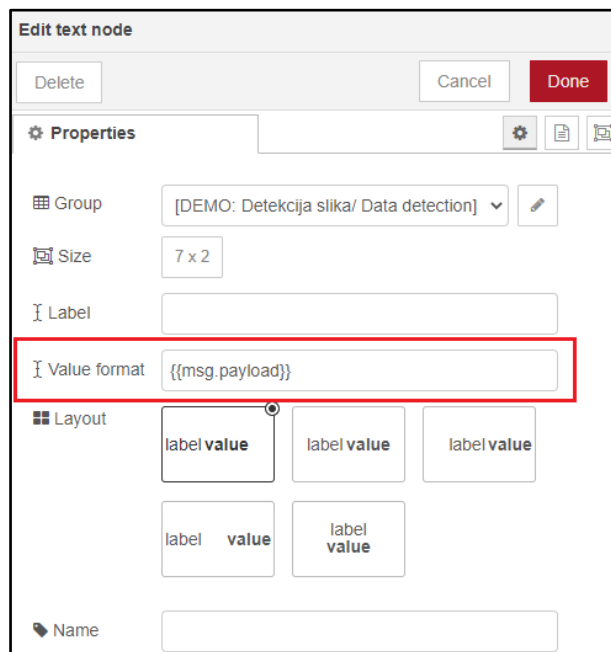 Edit text node
Delete Cancel Done
Properties
Group [DEMO: Detekcija slika/ Data detection]
Size 7 x 2
Label
Value format {{msg.payload}}
Layout label value label value label value
label value label
value
Name